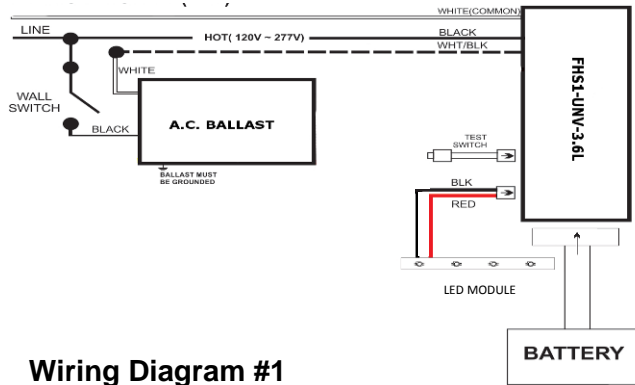 WHITE(COMMON)
LINE
HOT( 120V ~ 277V)
BLACK
WHT/BLK
WHITE
WALL
SWITCH
BLACK
A.C. BALLAST
BALLAST MUST
BE GROUNDED
FHS1-UNV-3.6L
TEST
SWITCH
BLK
RED
LED MODULE
BATTERY
Wiring Diagram #1